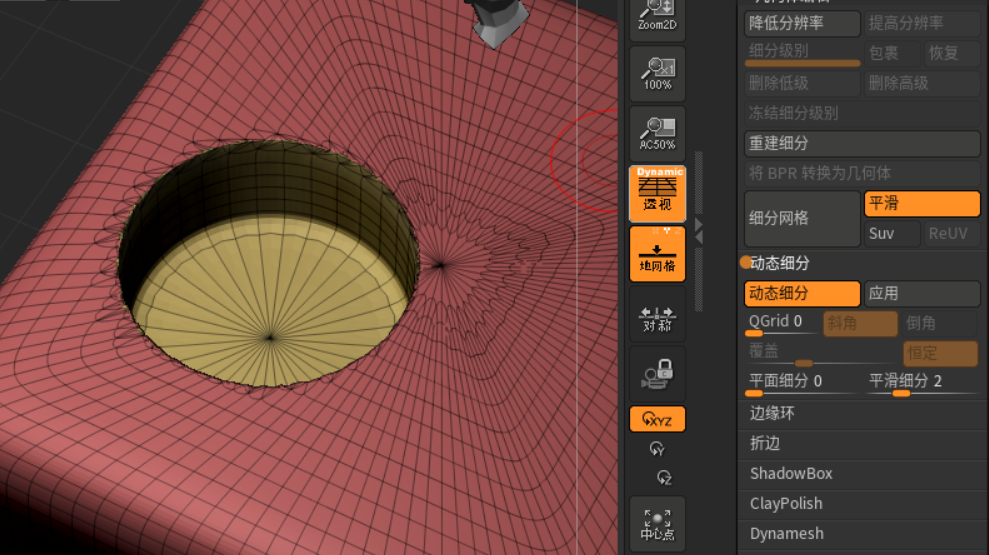 Zoom2D
100%
AC50%
Dynamic
透视
地网格
对称
XYZ
Y
Z
中心点
降低分辨率 提高分辨率
细分级别 包裹 恢复
删除低级 删除高级
冻结细分级别
重建细分
将 BPR 转换为几何体
细分网格 平滑
Suv ReUV
动态细分
动态细分 应用
QGrid 0 斜角 倒角
覆盖 恒定
平面细分 0 平滑细分 2
边缘环
折边
ShadowBox
ClayPolish
Dynamesh